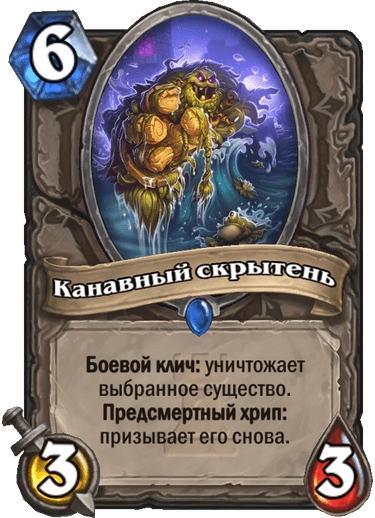 6
Канавный скрытень
Боевой клич: уничтожает
выбранное существо.
Предсмертный хрип:
призывает его снова.
3
3